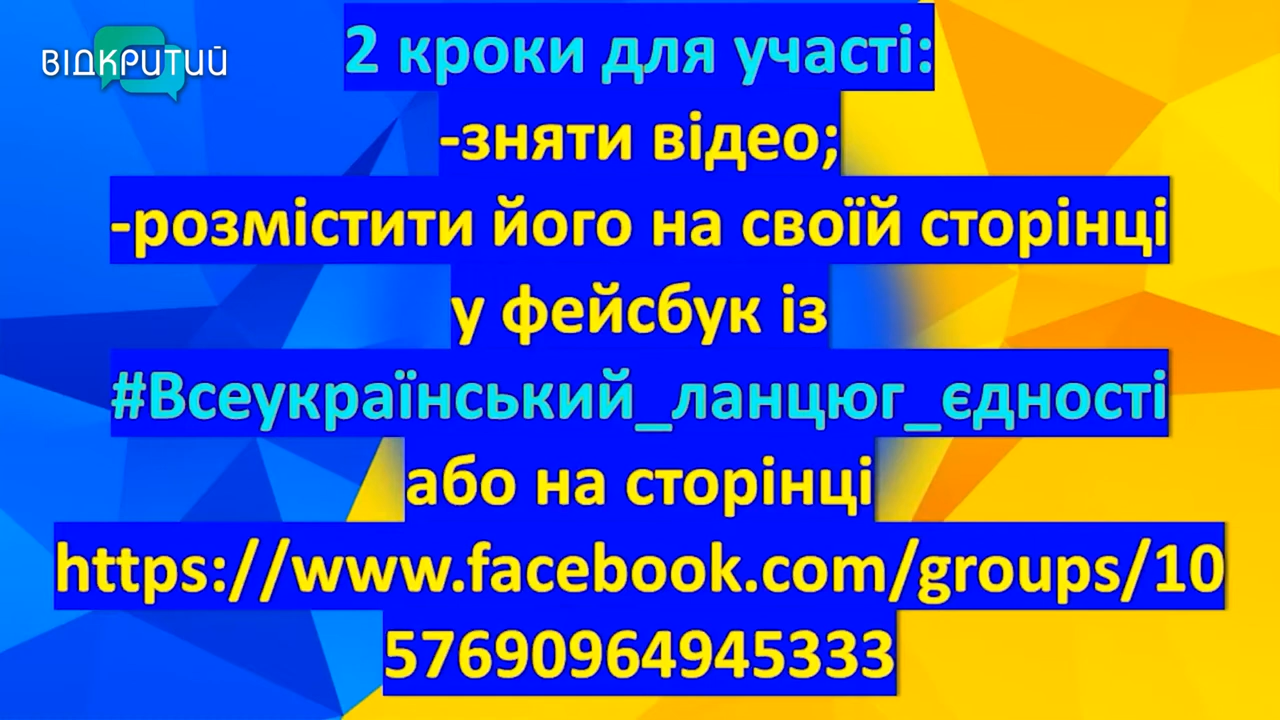 ВІДКРИТИЙ
2 кроки для участі:
-зняти відео;
-розмістити його на своїй сторінці
у фейсбук із
#Всеукраїнський_ланцюг_єдності
або на сторінці
https://www.facebook.com/groups/10
57690964945333